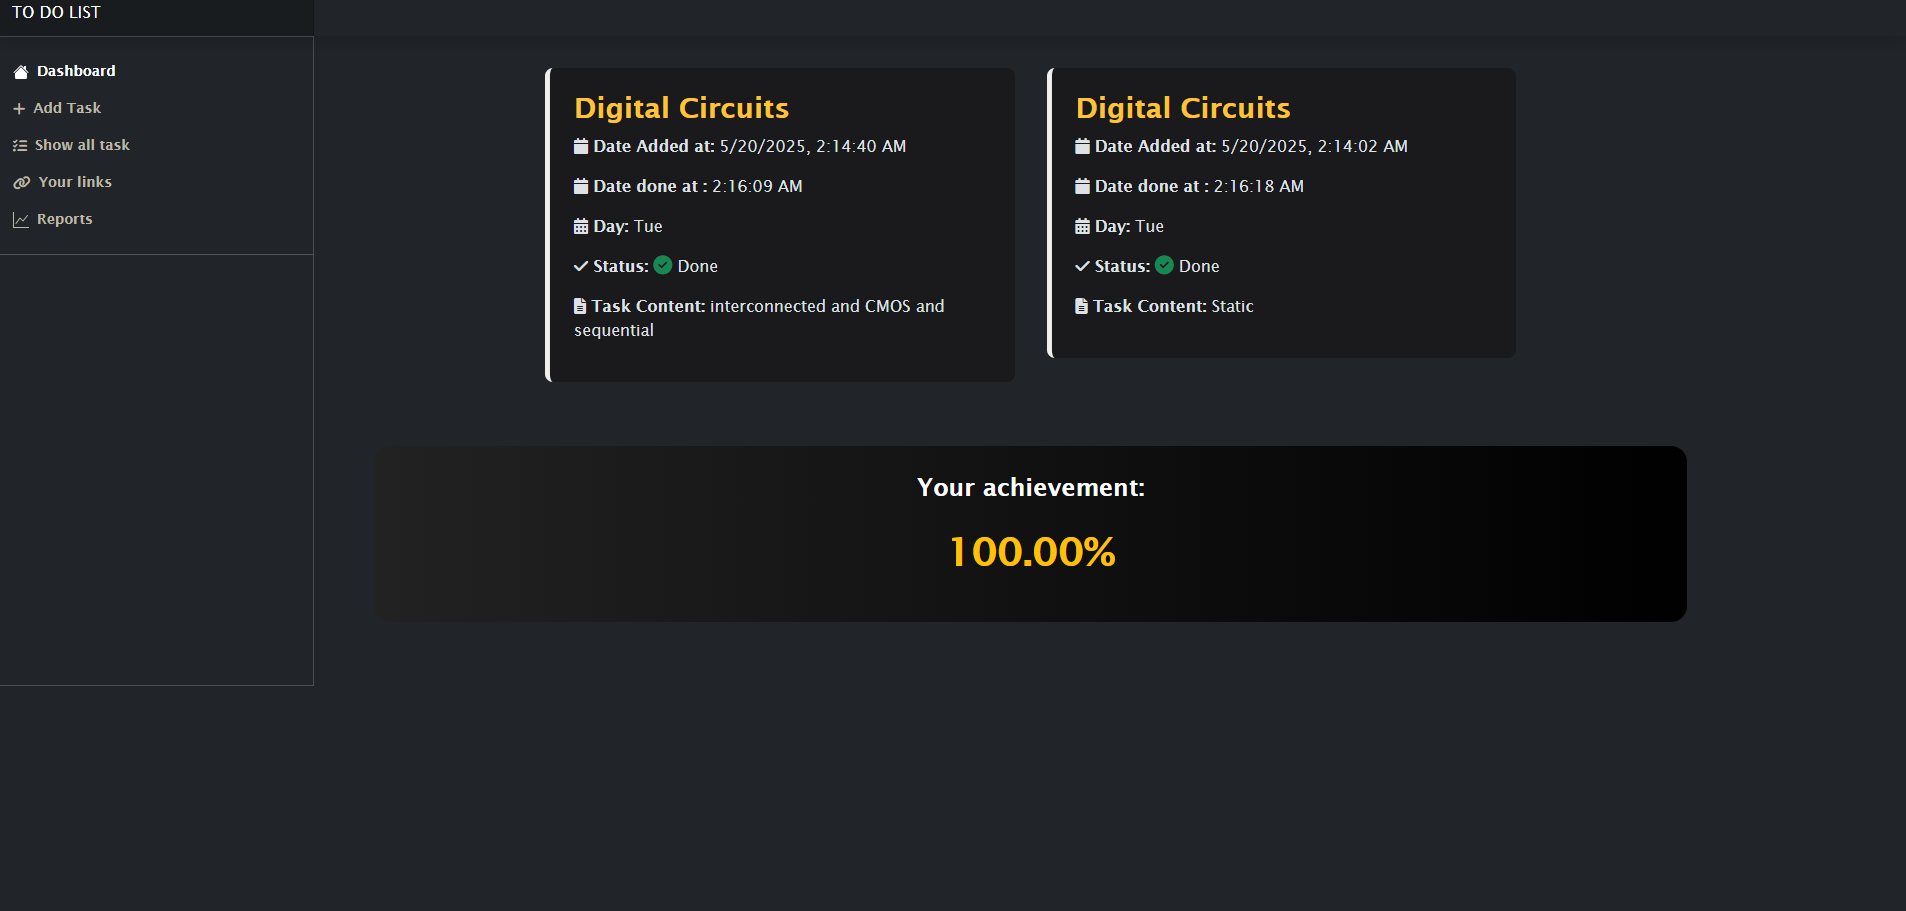 TO DO LIST
Dashboard
Add Task
Show all task
Your links
Reports
Digital Circuits
Date Added at: 5/20/2025, 2:14:40 AM
Date done at : 2:16:09 AM
Day: Tue
Status: Done
Task Content: interconnected and CMOS and
sequential
Digital Circuits
Date Added at: 5/20/2025, 2:14:02 AM
Date done at : 2:16:18 AM
Day: Tue
Status: Done
Task Content: Static
Your achievement:
100.00%